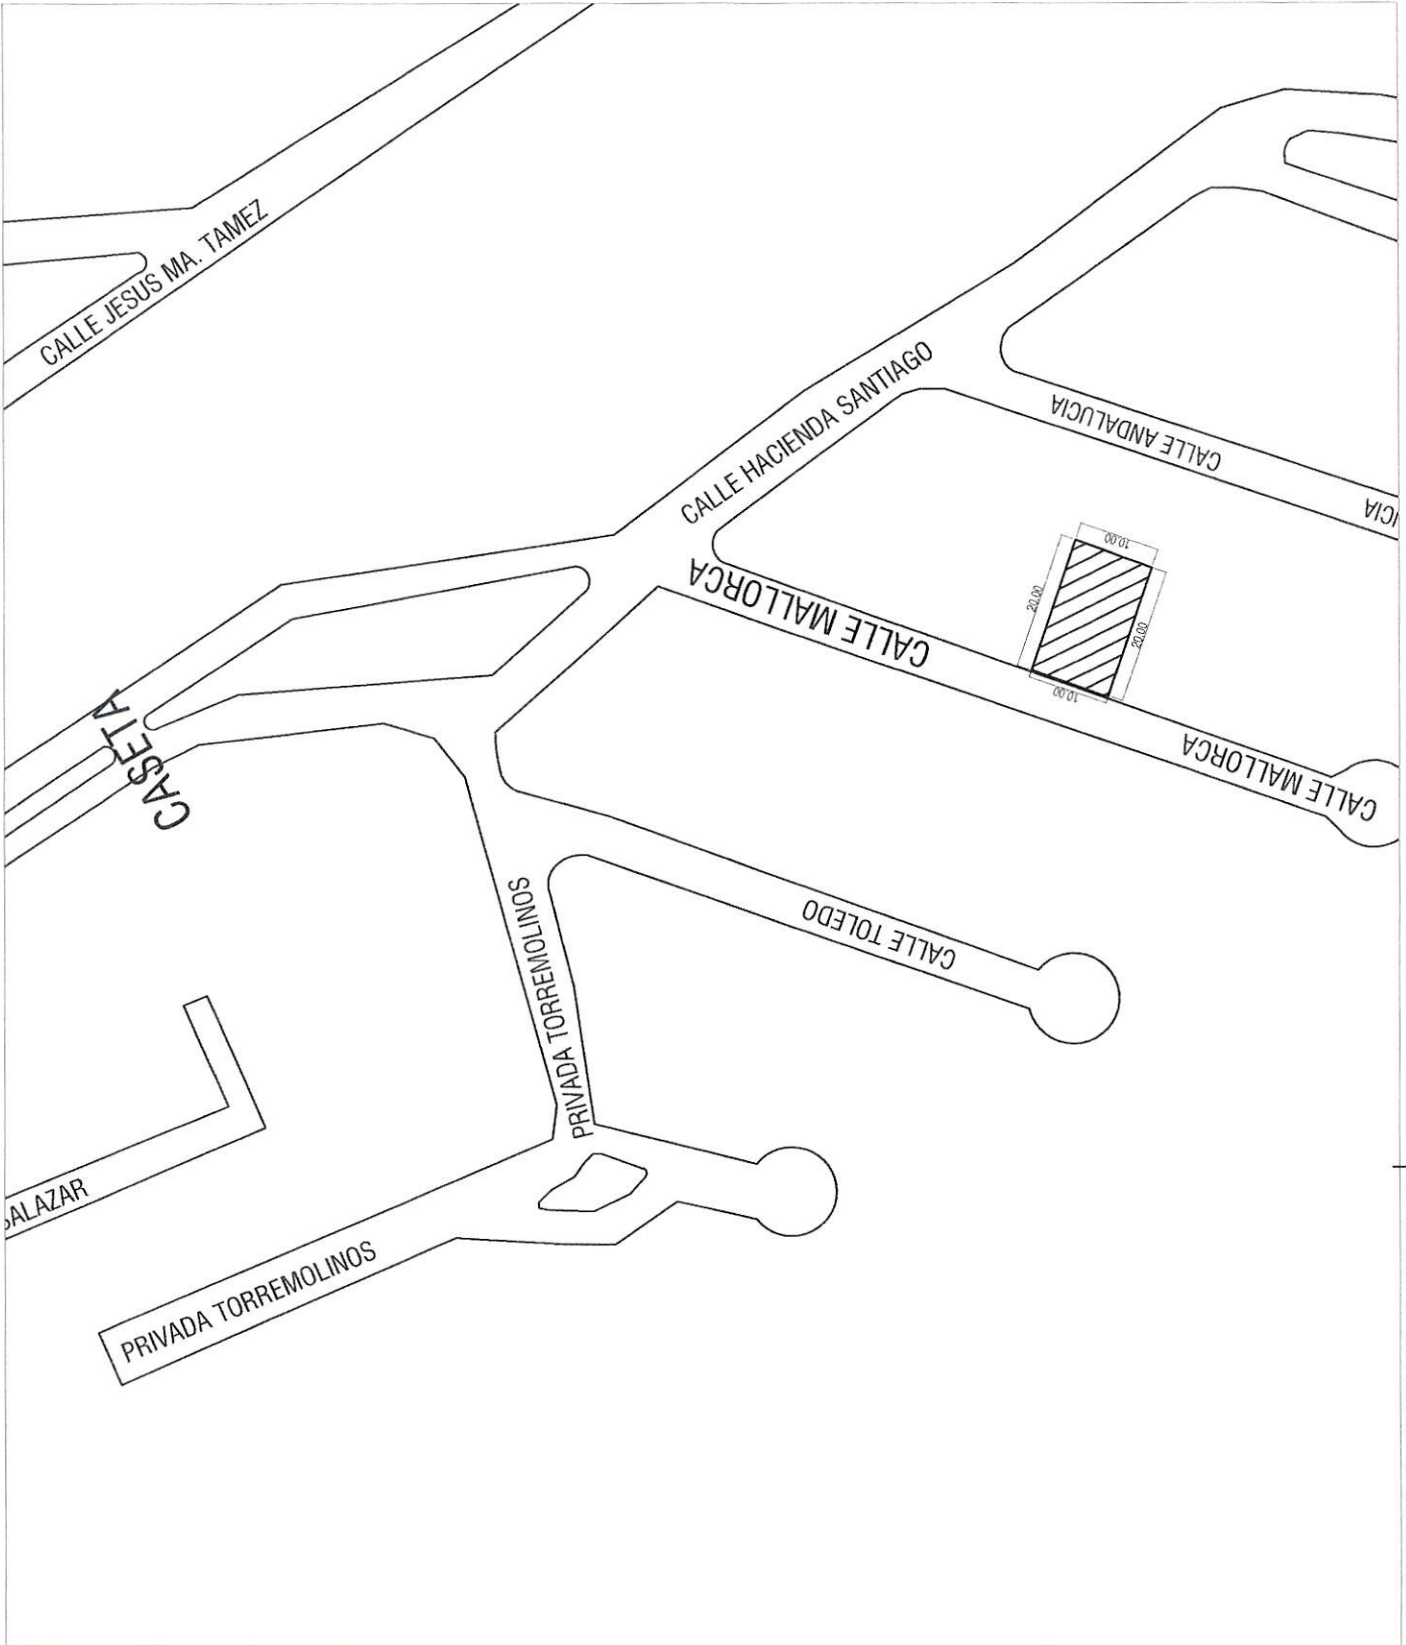 CALLE JESUS MA. TAMEZ
CALLE HACIENDA SANTIAGO
CALLE ANDALUCIA
UCIA
10.00
20.00
20.00
10.00
CALLE MALLORCA
CALLE MALLORCA
CASETA
CALLE TOLEDO
PRIVADA TORREMOLINOS
SALAZAR
PRIVADA TORREMOLINOS